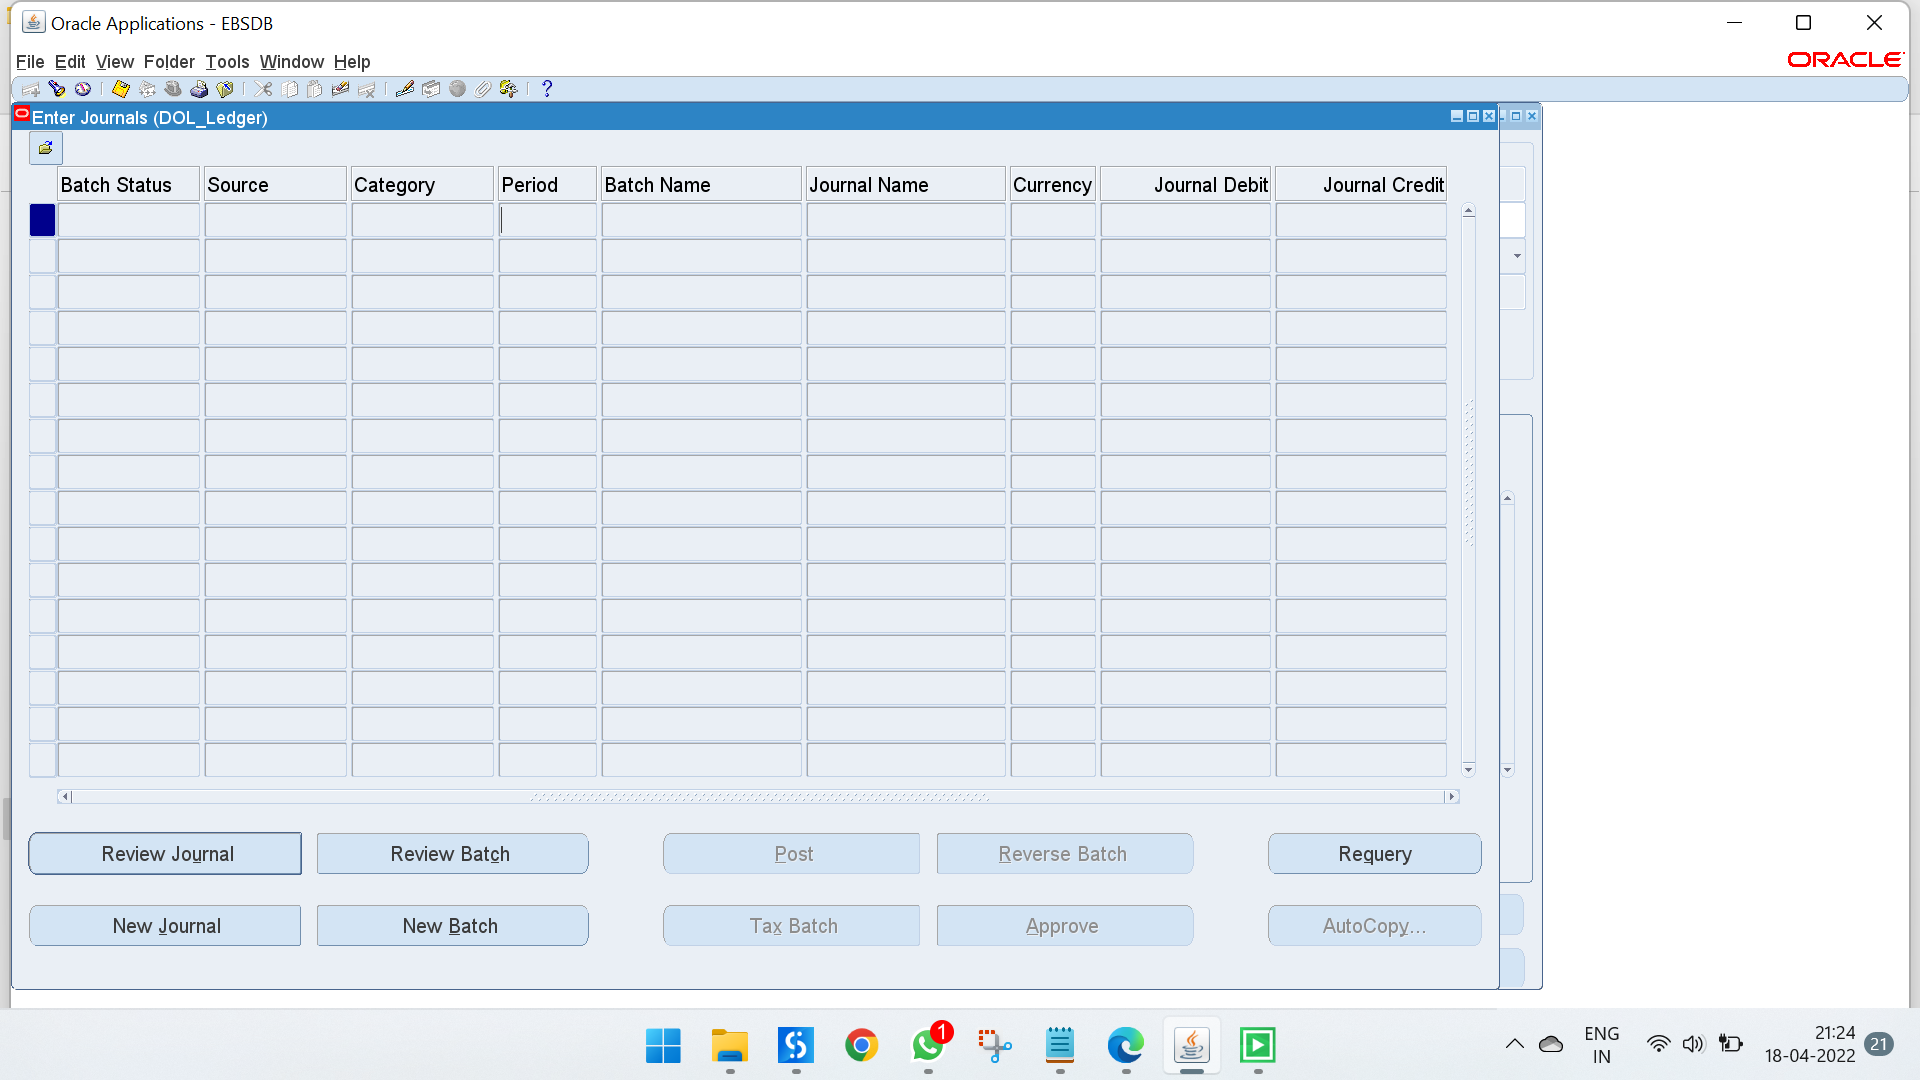 Oracle Applications - EBSDB
File Edit View Folder Tools Window Help
ORACLE
Enter Journals (DOL_Ledger)
Batch Status Source Category Period Batch Name Journal Name Currency Journal Debit Journal Credit
Review Journal Review Batch Post Reverse Batch Requery
New Journal New Batch Tax Batch Approve AutoCopy...
1
ENG
IN
21:24
18-04-2022
21